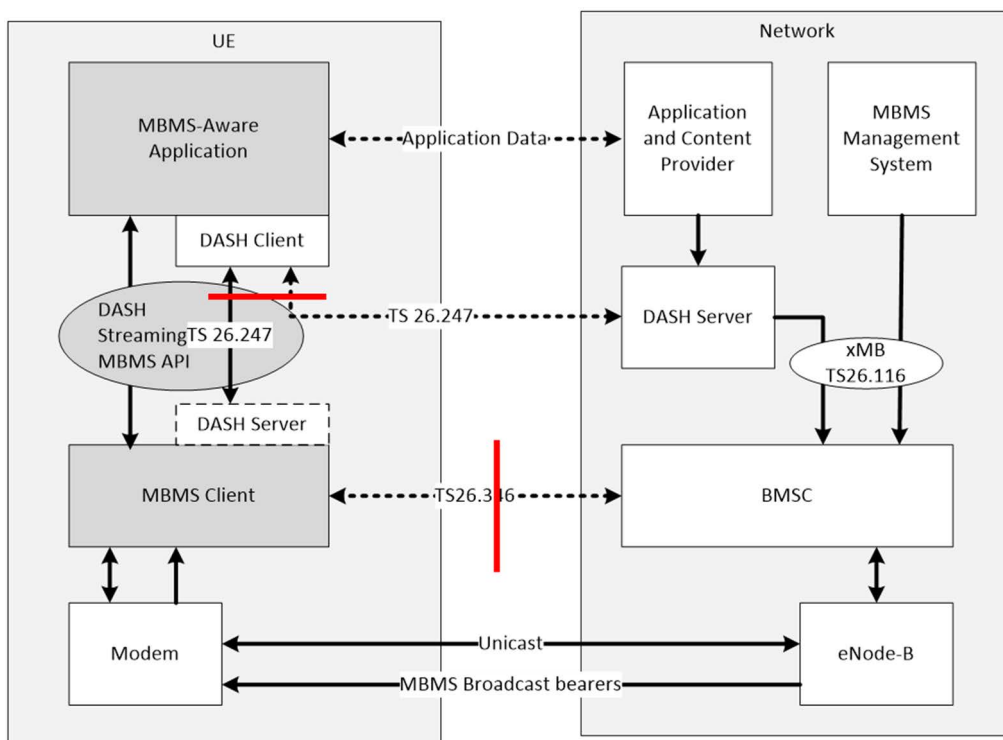 UE
Network
MBMS-Aware
Application
Application Data
Application
and Content
Provider
MBMS
Management
System
DASH Client
DASH
Streaming
MBMS API
TS 26.247
TS 26.247
DASH Server
xMB
TS26.116
DASH Server
MBMS Client
TS26.346
BMSC
Modem
Unicast
MBMS Broadcast bearers
eNode-B